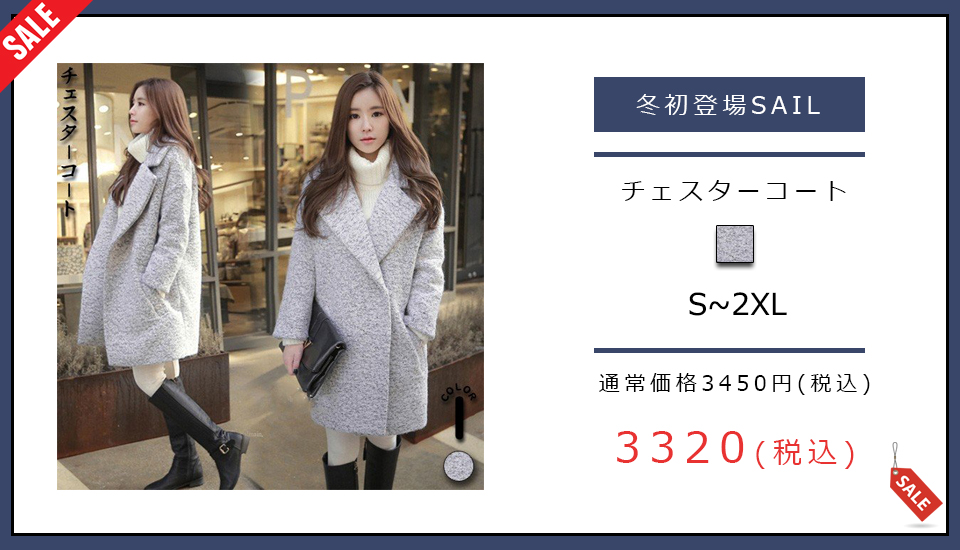 SALE
チェスターコート
P
N
COLOR
1
冬初登場SAIL
チェスターコート
S~2XL
通常価格3450円(税込)
3320(税込)
SALE